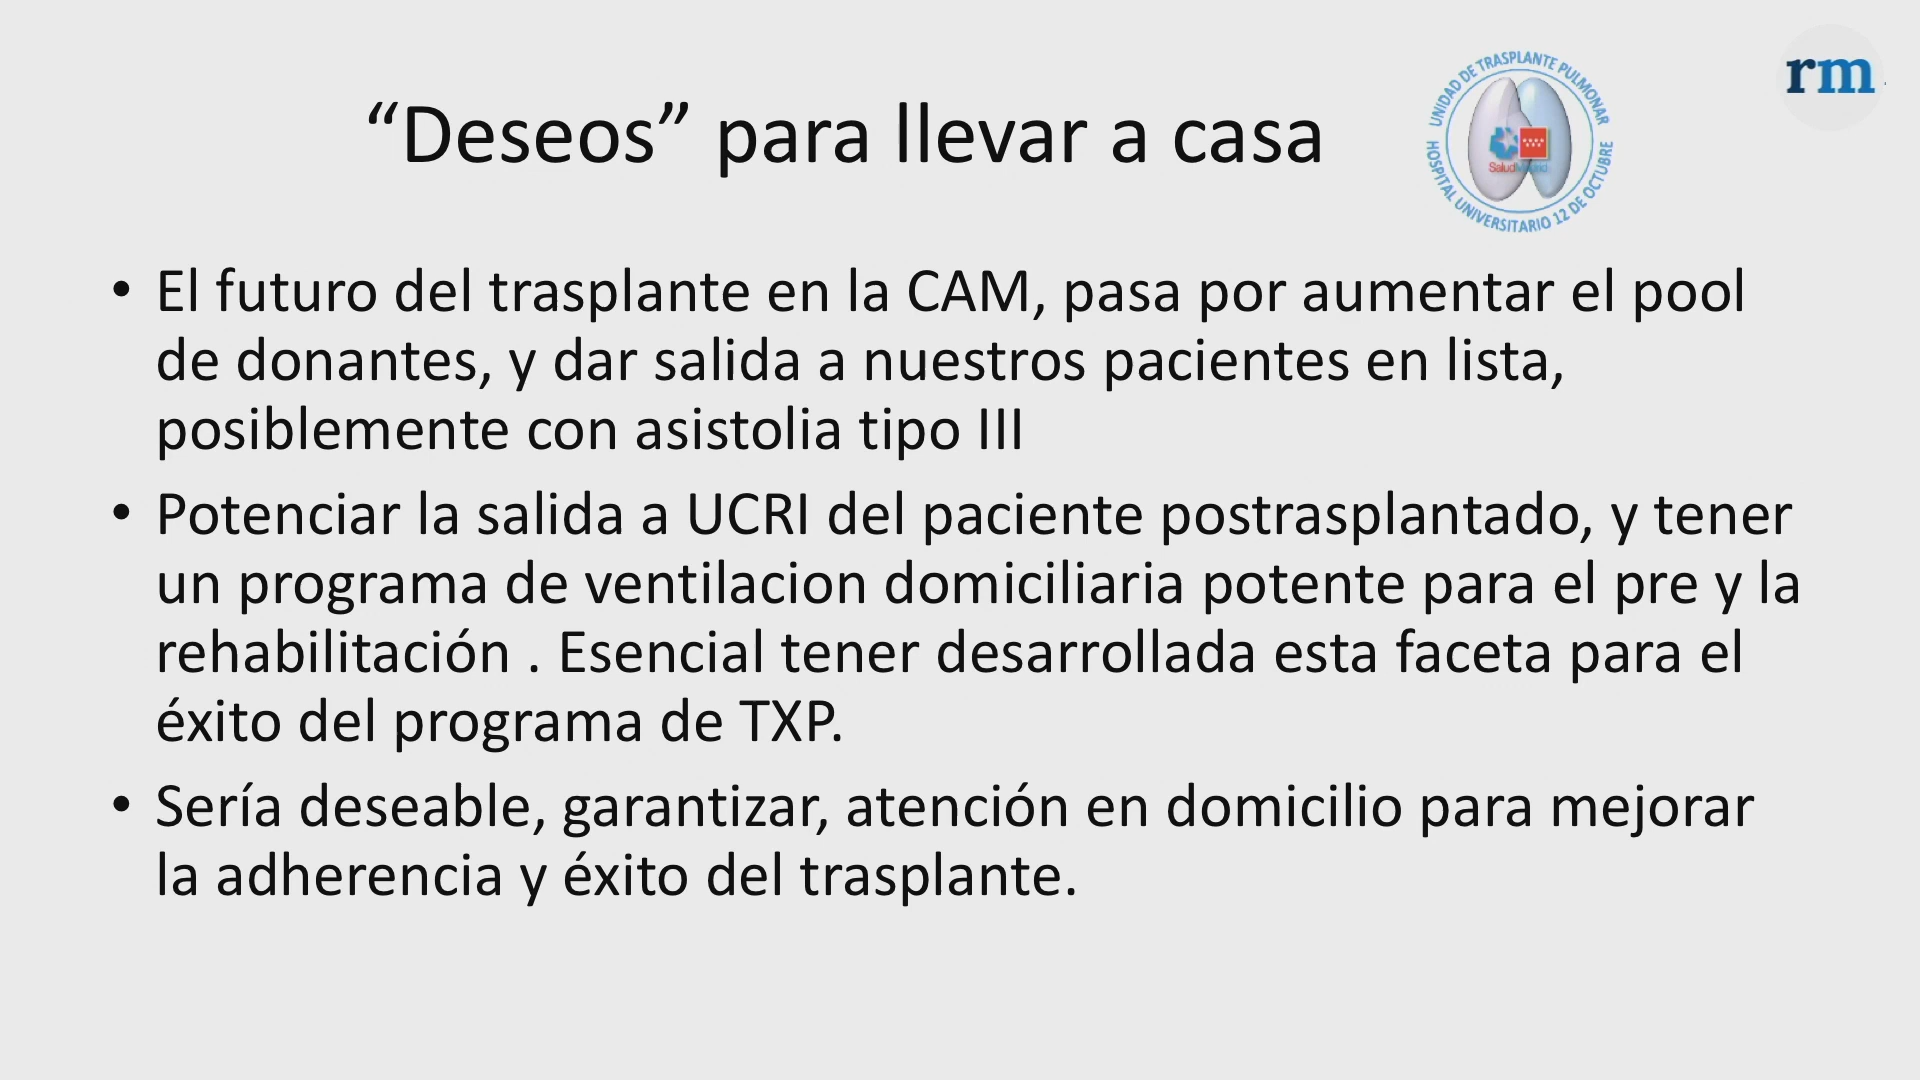 “Deseos” para llevar a casa
UNIDAD DE TRASPLANTE PULMONAR
HOSPITAL UNIVERSITARIO 12 DE OCTUBRE
SaludMadrid
rm
• El futuro del trasplante en la CAM, pasa por aumentar el pool
de donantes, y dar salida a nuestros pacientes en lista,
posiblemente con asistolia tipo III
• Potenciar la salida a UCRI del paciente postrasplantado, y tener
un programa de ventilacion domiciliaria potente para el pre y la
rehabilitación . Esencial tener desarrollada esta faceta para el
éxito del programa de TXP.
• Sería deseable, garantizar, atención en domicilio para mejorar
la adherencia y éxito del trasplante.